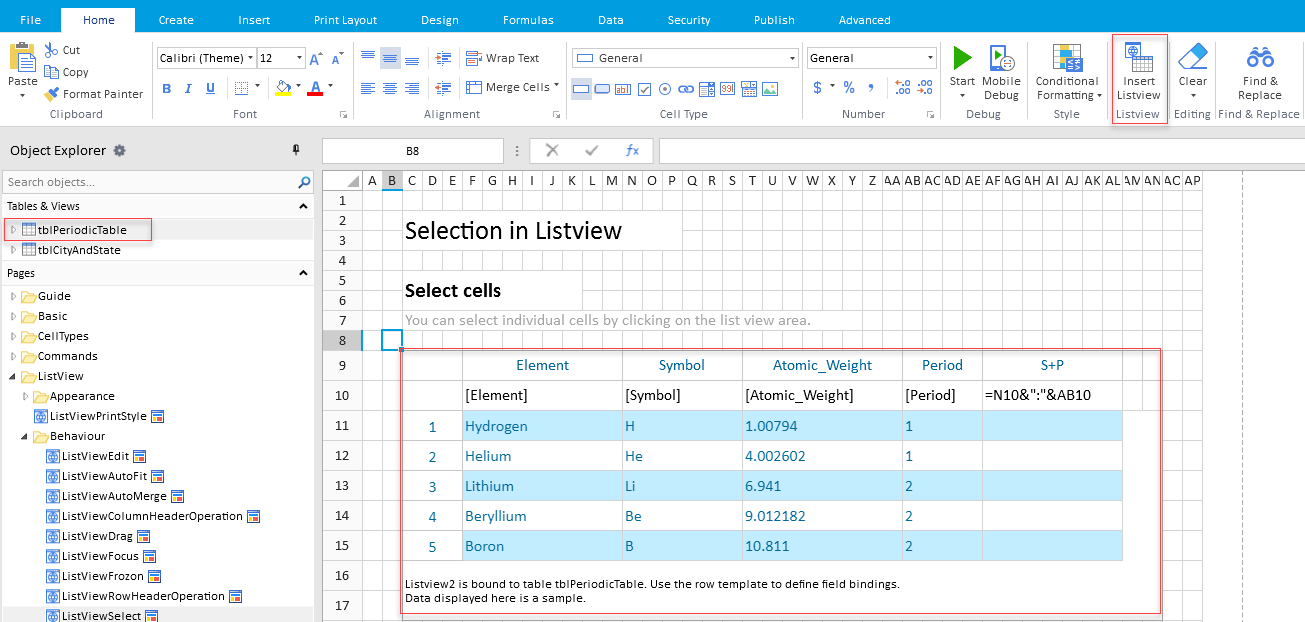 File Home Create Insert Print Layout Design Formulas Data Security Publish Advanced
Paste Cut
Copy
Format Painter
Clipboard
Calibri (Theme) 12
B I U
Font
Wrap Text
Merge Cells
Alignment
General
Cell Type
General
$ % ,
Number
Start Mobile Debug
Debug
Conditional Formatting
Style
Insert Listview
Listview
Clear
Editing
Find & Replace
Find & Replace
Object Explorer
B8
fx
Search objects...
Tables & Views
tblPeriodicTable
tblCityAndState
Pages
Guide
Basic
CellTypes
Commands
ListView
Appearance
ListViewPrintStyle
Behaviour
ListViewEdit
ListViewAutoFit
ListViewAutoMerge
ListViewColumnHeaderOperation
ListViewDrag
ListViewFocus
ListViewFrozon
ListViewRowHeaderOperation
ListViewSelect
A B C D E F G H I J K L M N O P Q R S T U V W X Y Z AA AB AC AD AE AF AG AH AI AJ AK AL AM AN AC AP
1
2
3
Selection in Listview
4
5
6
Select cells
7 You can select individual cells by clicking on the list view area.
8
9 Element Symbol Atomic_Weight Period S+P
10 [Element] [Symbol] [Atomic_Weight] [Period] =N10&":"&AB10
11 1 Hydrogen H 1.00794 1
12 2 Helium He 4.002602 1
13 3 Lithium Li 6.941 2
14 4 Beryllium Be 9.012182 2
15 5 Boron B 10.811 2
16 Listview2 is bound to table tblPeriodicTable. Use the row template to define field bindings.
17 Data displayed here is a sample.